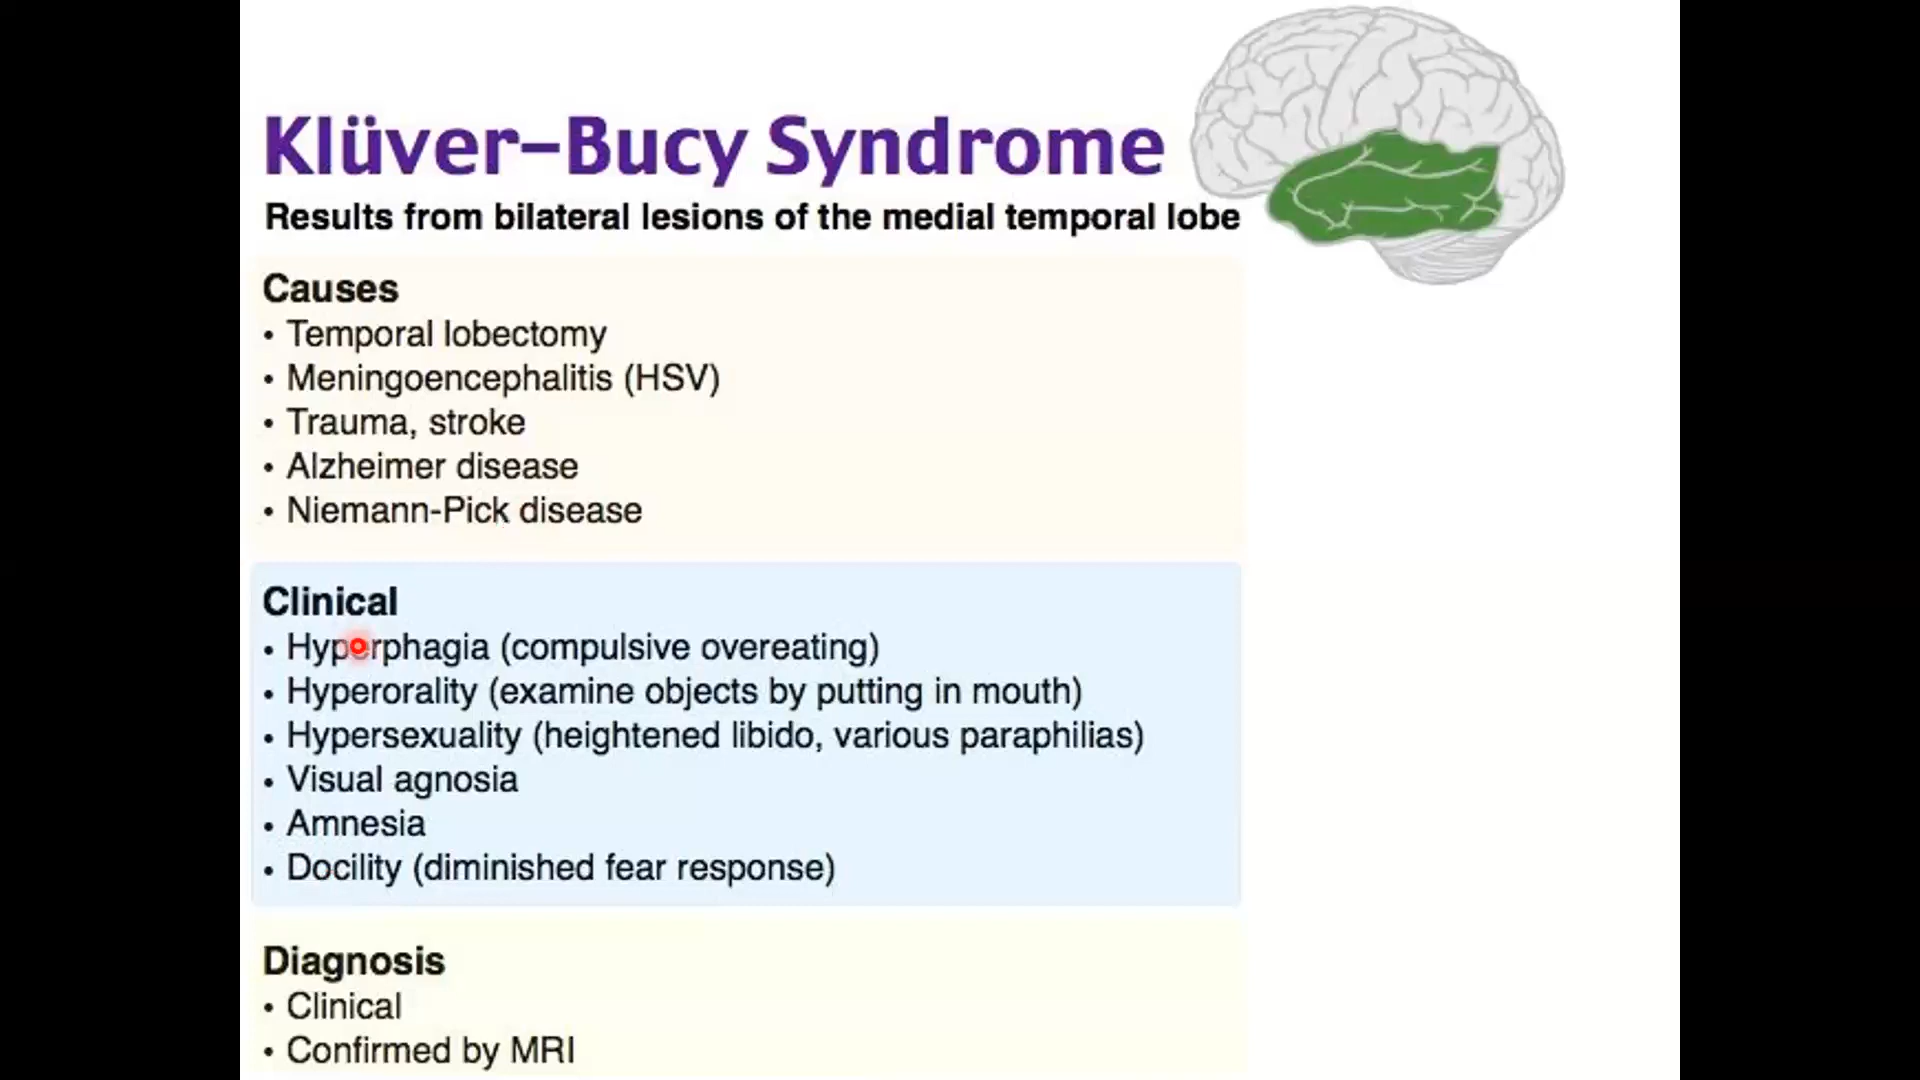 Klüver–Bucy Syndrome
Results from bilateral lesions of the medial temporal lobe
Causes
• Temporal lobectomy
• Meningoencephalitis (HSV)
• Trauma, stroke
• Alzheimer disease
• Niemann-Pick disease
Clinical
• Hyperphagia (compulsive overeating)
• Hyperorality (examine objects by putting in mouth)
• Hypersexuality (heightened libido, various paraphilias)
• Visual agnosia
• Amnesia
• Docility (diminished fear response)
Diagnosis
• Clinical
• Confirmed by MRI